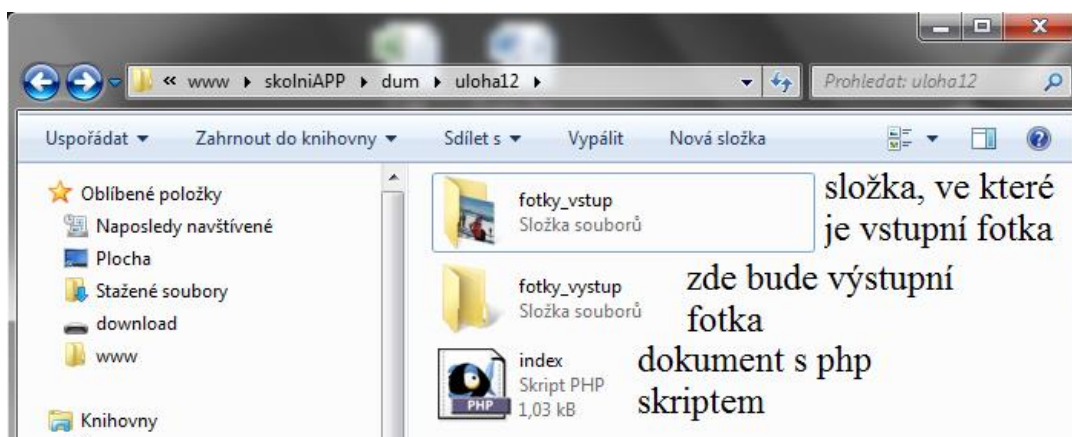 « www ▸ skolniAPP ▸ dum ▸ uloha12 ▸
Prohledat: uloha12
Uspořádat ▾ Zahrnout do knihovny ▾ Sdílet s ▾ Vypálit Nová složka
Oblíbené položky
Naposledy navštívené
Plocha
Stažené soubory
download
www
Knihovny
fotky_vstup
Složka souborů
složka, ve které
je vstupní fotka
fotky_vystup
Složka souborů
zde bude výstupní
fotka
index
Skript PHP
1,03 kB
PHP
dokument s php
skriptem